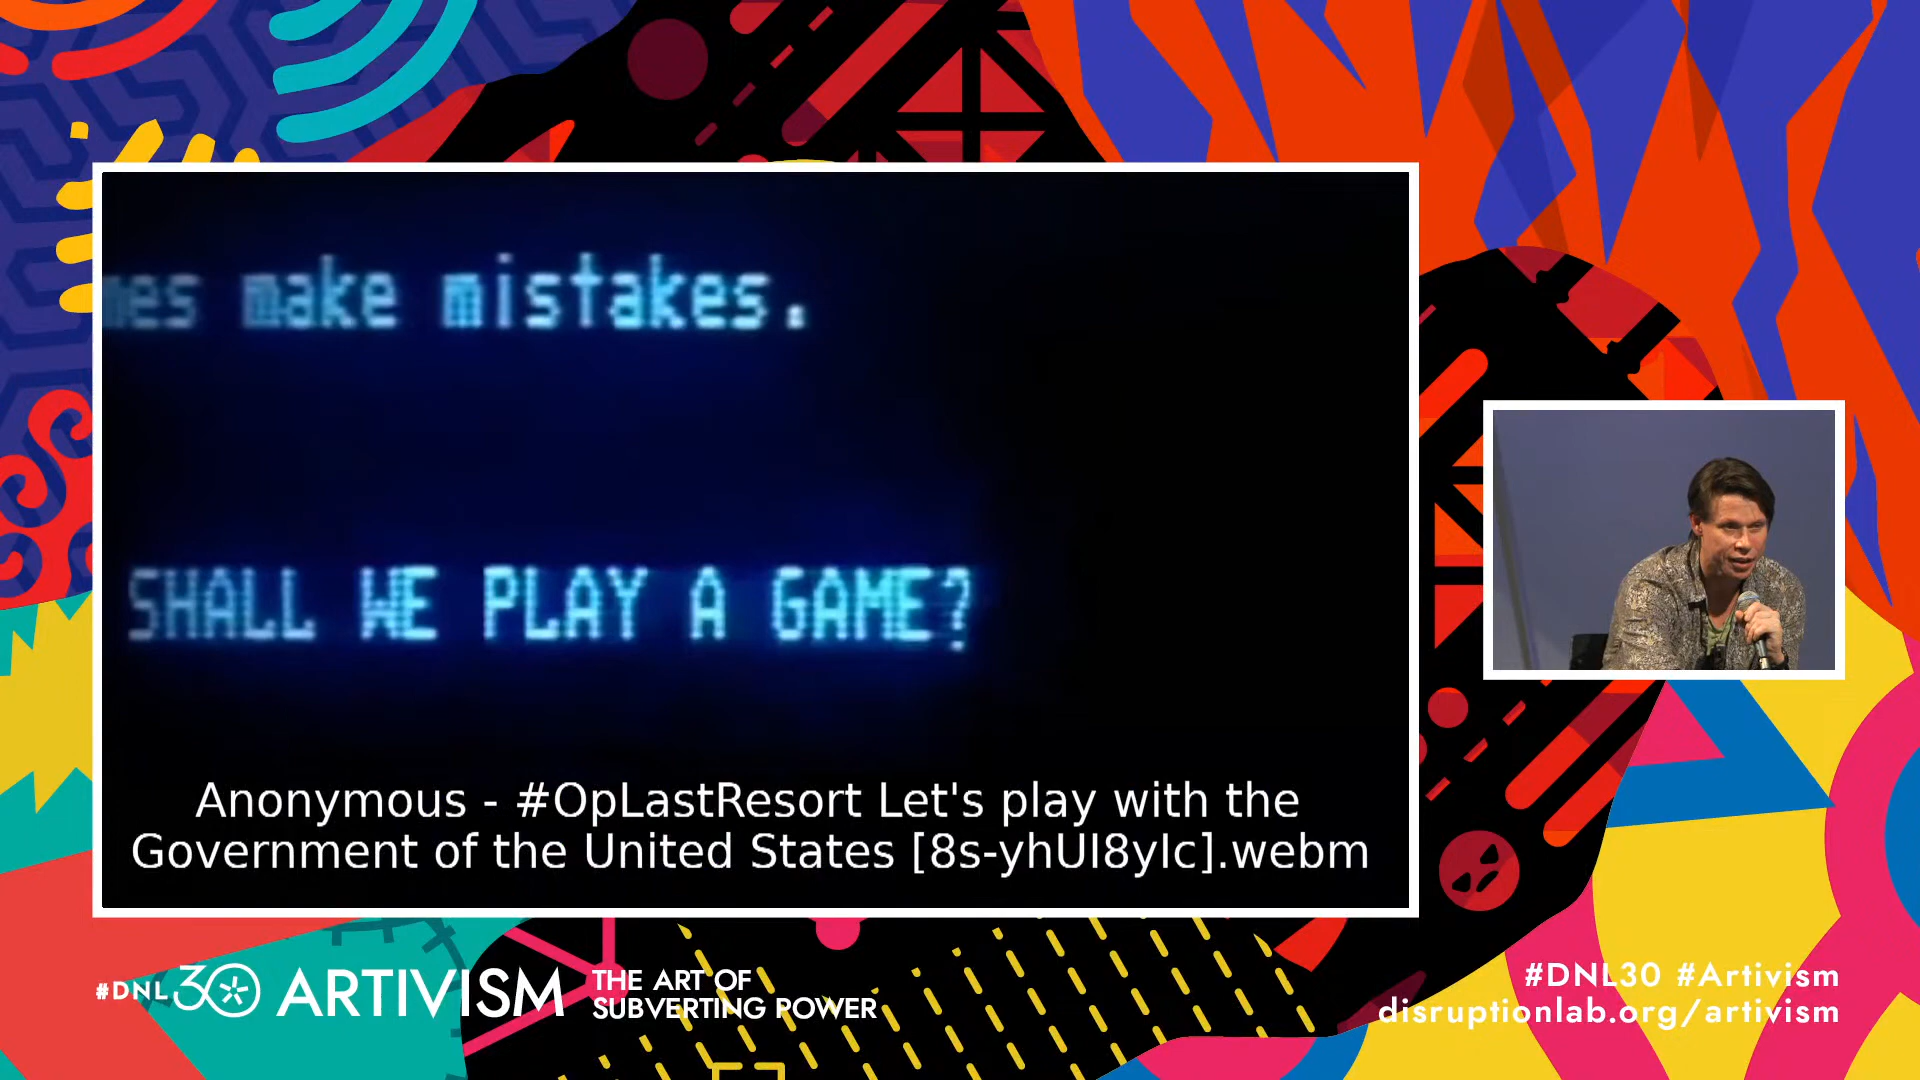 mes make mistakes.
SHALL WE PLAY A GAME?
Anonymous - #OpLastResort Let's play with the
Government of the United States [8s-yhUI8yIc].webm
#DNL30 ARTIVISM
THE ART OF
SUBVERTING POWER
#DNL30 #Artivism
disruptionlab.org/artivism